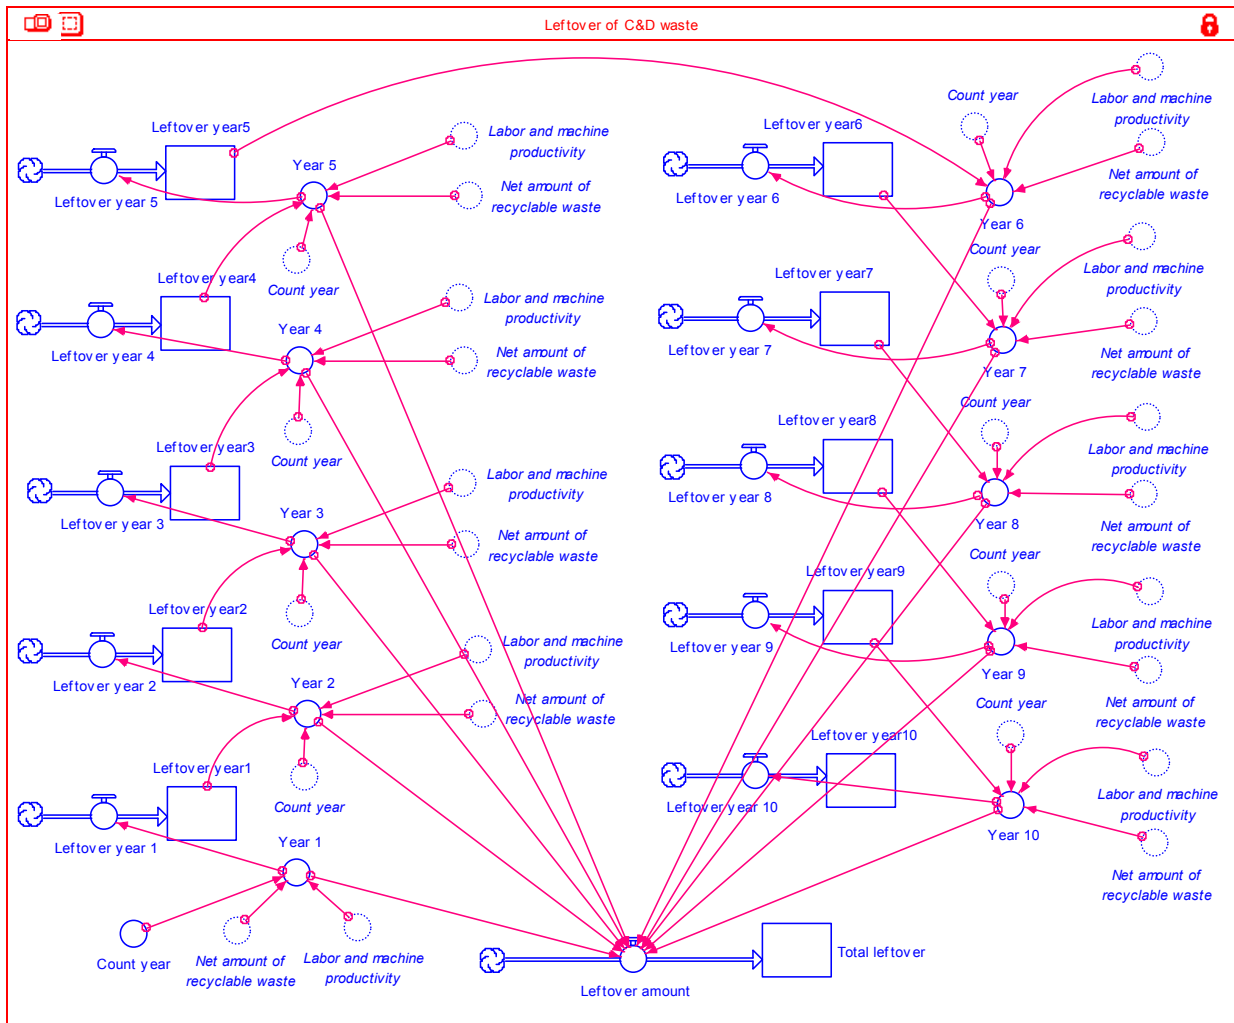 Leftover of C&D waste
Leftover year5
Leftover year 5
Year 5
Labor and machine
productivity
Net amount of
recyclable waste
Count year
Leftover year4
Leftover year 4
Year 4
Labor and machine
productivity
Net amount of
recyclable waste
Count year
Leftover year3
Leftover year 3
Year 3
Labor and machine
productivity
Net amount of
recyclable waste
Count year
Leftover year2
Leftover year 2
Year 2
Labor and machine
productivity
Net amount of
recyclable waste
Count year
Leftover year1
Leftover year 1
Year 1
Count year
Net amount of
recyclable waste
Labor and machine
productivity
Leftover year6
Leftover year 6
Count year
Labor and machine
productivity
Net amount of
recyclable waste
Year 6
Leftover year7
Leftover year 7
Count year
Labor and machine
productivity
Net amount of
recyclable waste
Year 7
Leftover year8
Leftover year 8
Count year
Labor and machine
productivity
Net amount of
recyclable waste
Year 8
Leftover year9
Leftover year 9
Count year
Labor and machine
productivity
Net amount of
recyclable waste
Year 9
Leftover year10
Leftover year 10
Count year
Labor and machine
productivity
Net amount of
recyclable waste
Year 10
Leftover amount
Total leftover